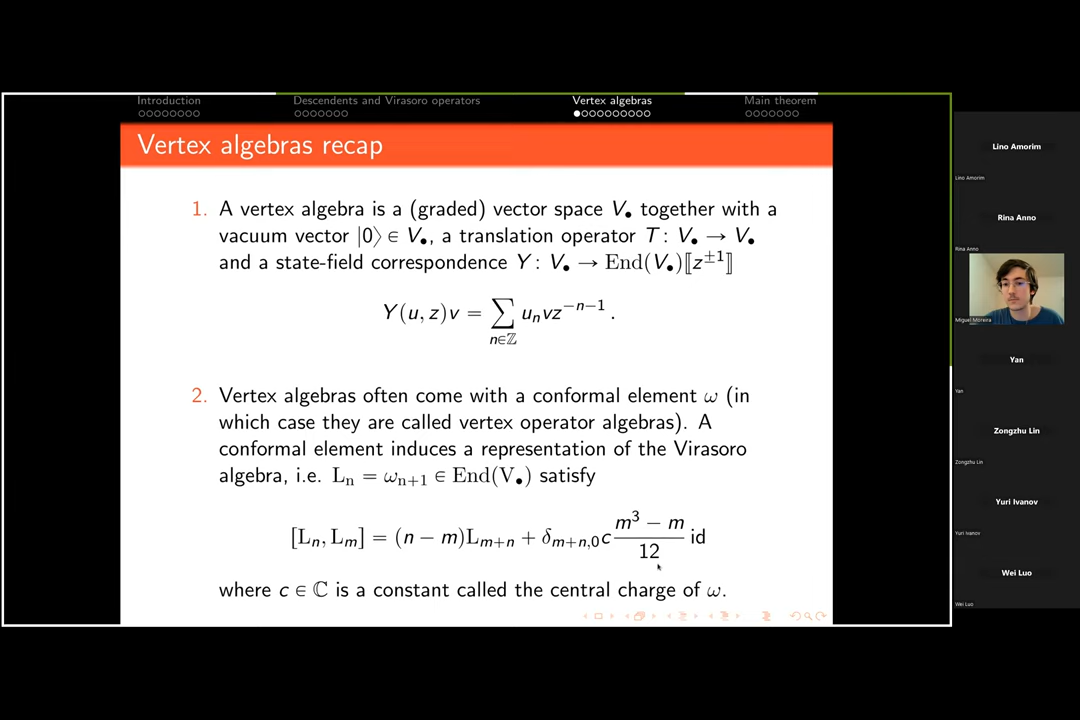 Introduction Descendents and Virasoro operators Vertex algebras Main theorem
Vertex algebras recap
1. A vertex algebra is a (graded) vector space V• together with a
vacuum vector |0⟩ ∈ V•, a translation operator T: V• → V•
and a state-field correspondence Y: V• → End(V•)⟦z^{±1}⟧
Y(u, z)v = ∑_{n∈ℤ} u_n v z^{−n−1} .
2. Vertex algebras often come with a conformal element ω (in
which case they are called vertex operator algebras). A
conformal element induces a representation of the Virasoro
algebra, i.e. L_n = ω_{n+1} ∈ End(V•) satisfy
[L_n, L_m] = (n − m)L_{m+n} + δ_{m+n,0} c (m³ − m)/12 id
where c ∈ ℂ is a constant called the central charge of ω.
Lino Amorim
Lino Amorim
Rina Anno
Rina Anno
Miguel Moreira
Yan
Yan
Zongzhu Lin
Zongzhu Lin
Yuri Ivanov
Yuri Ivanov
Wei Luo
Wei Luo